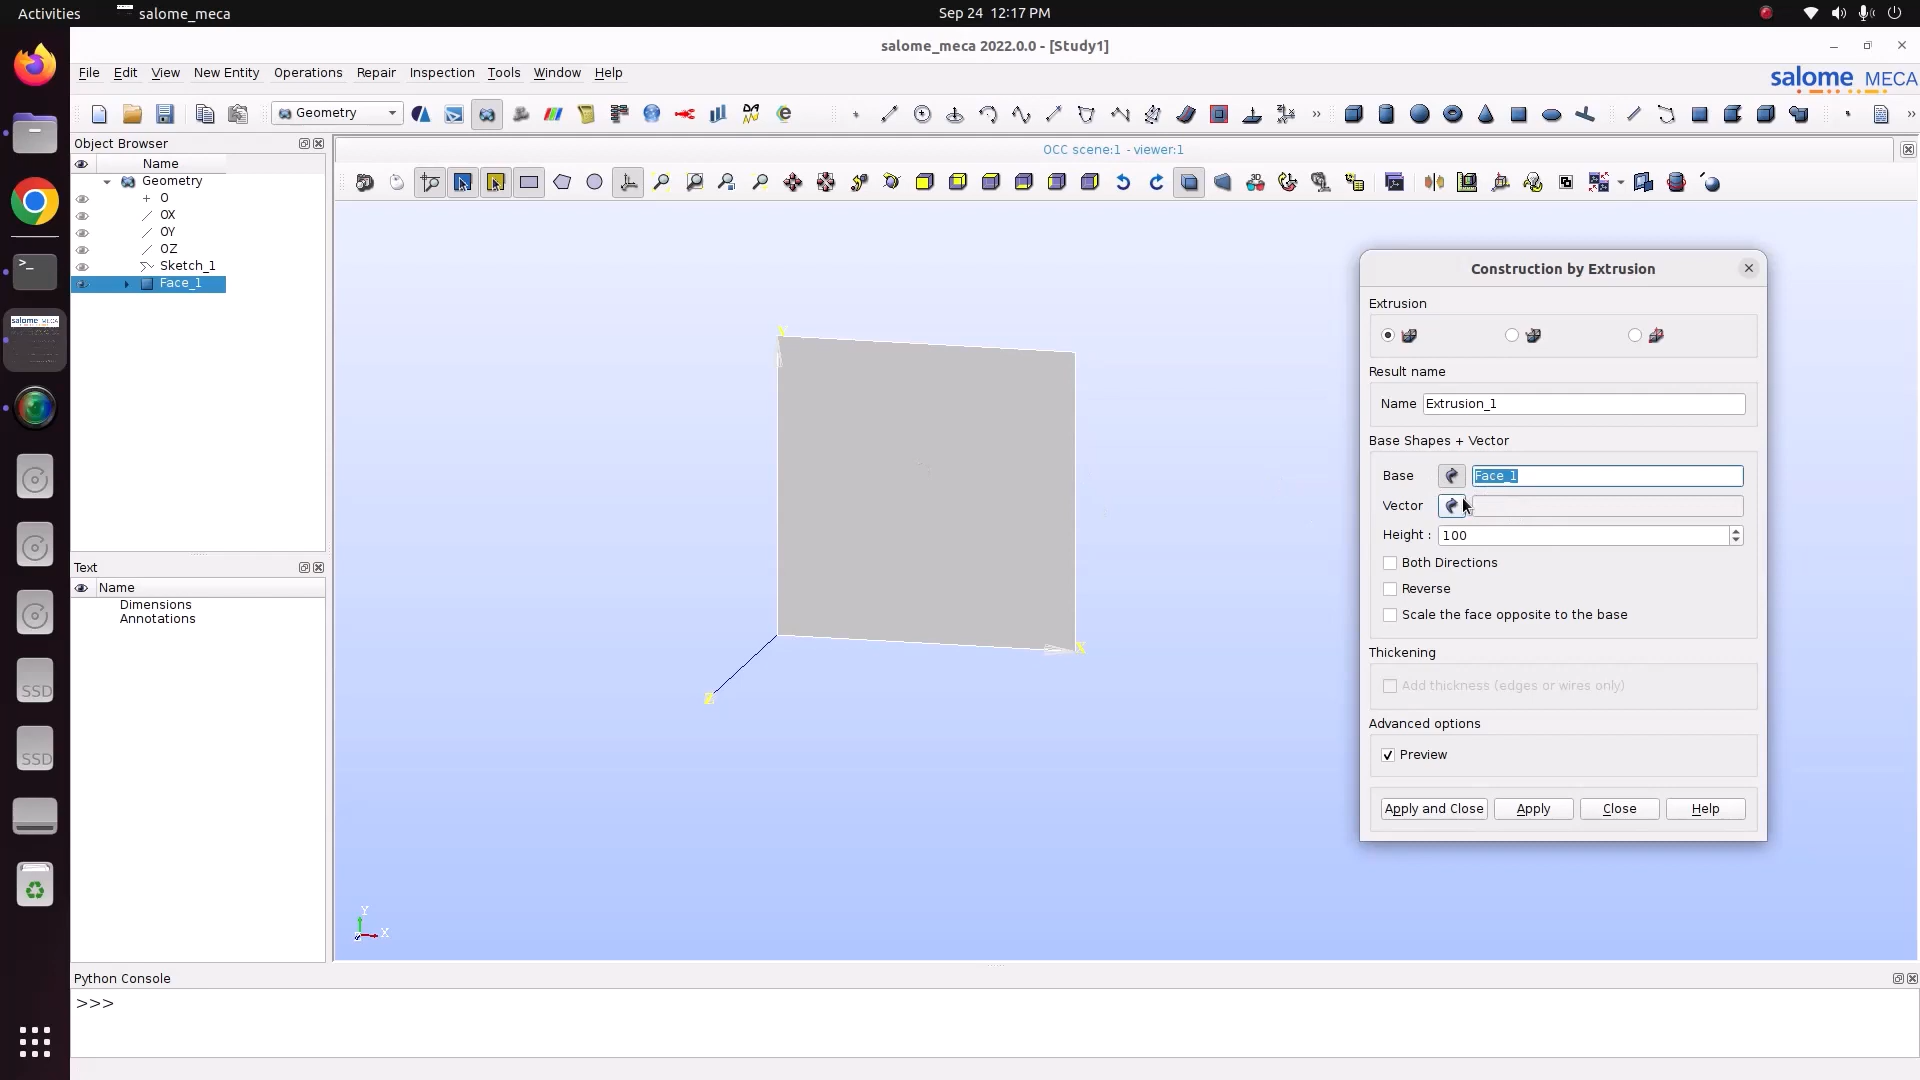 Activities
salome_meca
Sep 24 12:17 PM
salome_meca 2022.0.0 - [Study1]
File Edit View New Entity Operations Repair Inspection Tools Window Help
salome MECA
Geometry
Object Browser
OCC scene:1 - viewer:1
Name
Geometry
O
OX
OY
OZ
Sketch_1
Face_1
Text
Name
Dimensions
Annotations
Y
X
Z
Y
X
Z
Construction by Extrusion
Extrusion
Result name
Name Extrusion_1
Base Shapes + Vector
Base Face_1
Vector
Height : 100
Both Directions
Reverse
Scale the face opposite to the base
Thickening
Add thickness (edges or wires only)
Advanced options
Preview
Apply and Close Apply Close Help
Python Console
>>>
salome MECA
SSD
SSD